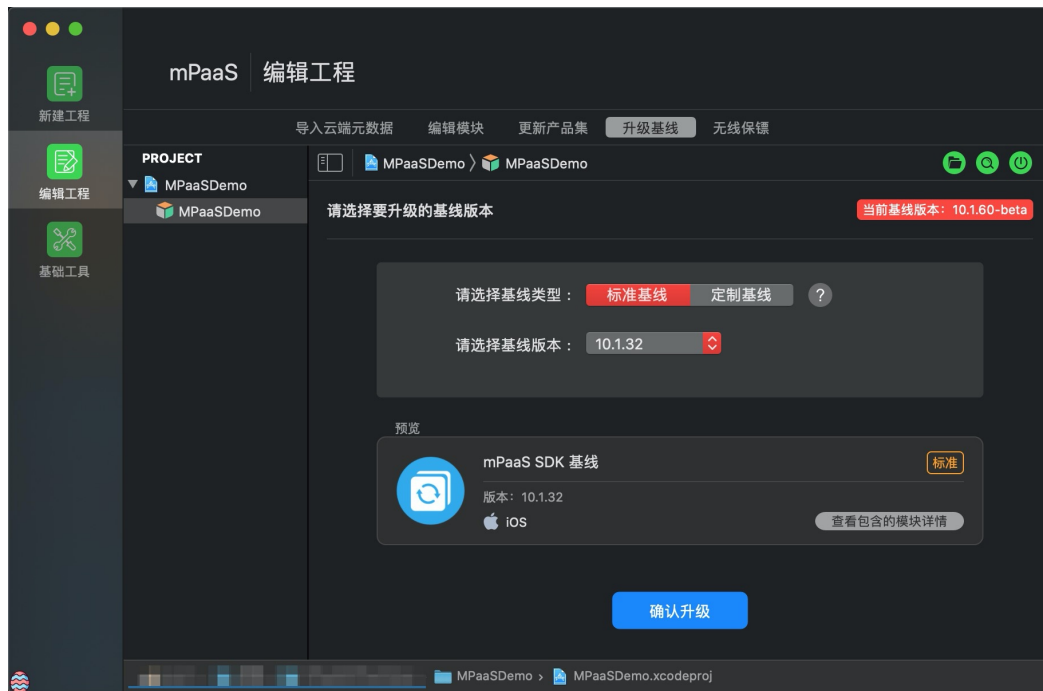 mPaaS 编辑工程
新建工程
编辑工程
基础工具
导入云端元数据 编辑模块 更新产品集 升级基线 无线保镖
PROJECT
MPaaSDemo
MPaaSDemo
MPaaSDemo 〉 MPaaSDemo
请选择要升级的基线版本
当前基线版本：10.1.60-beta
请选择基线类型： 标准基线 定制基线 ?
请选择基线版本： 10.1.32
预览
mPaaS SDK 基线
标准
版本：10.1.32
iOS
查看包含的模块详情
确认升级
MPaaSDemo › MPaaSDemo.xcodeproj